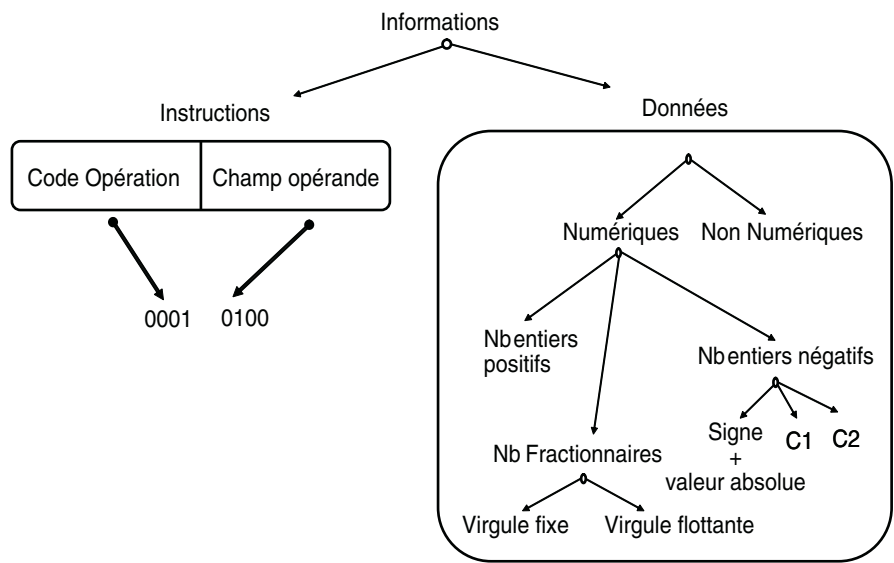 Informations
Instructions
Données
Code Opération
Champ opérande
0001
0100
Numériques
Non Numériques
Nb entiers
positifs
Nb entiers négatifs
Nb Fractionnaires
Signe
+
valeur absolue
C1
C2
Virgule fixe
Virgule flottante